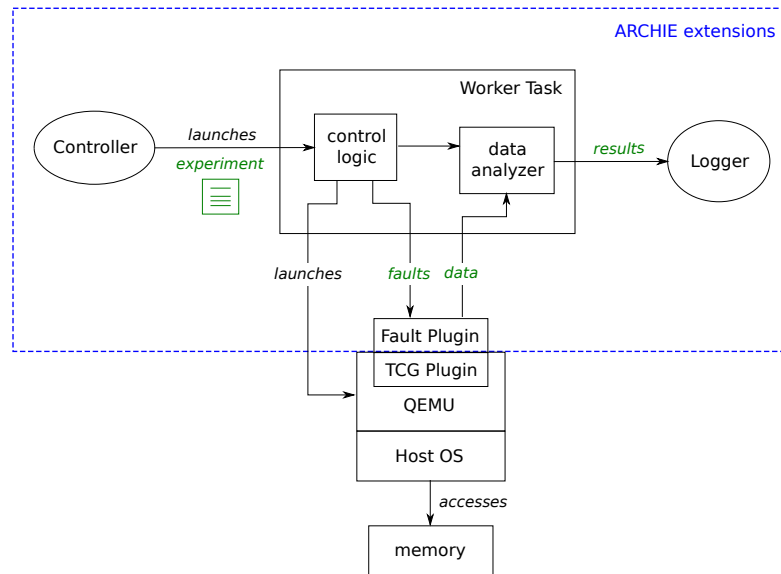 ARCHIE extensions
Worker Task
Controller
launches
experiment
control
logic
data
analyzer
results
Logger
launches
faults
data
Fault Plugin
TCG Plugin
QEMU
Host OS
accesses
memory